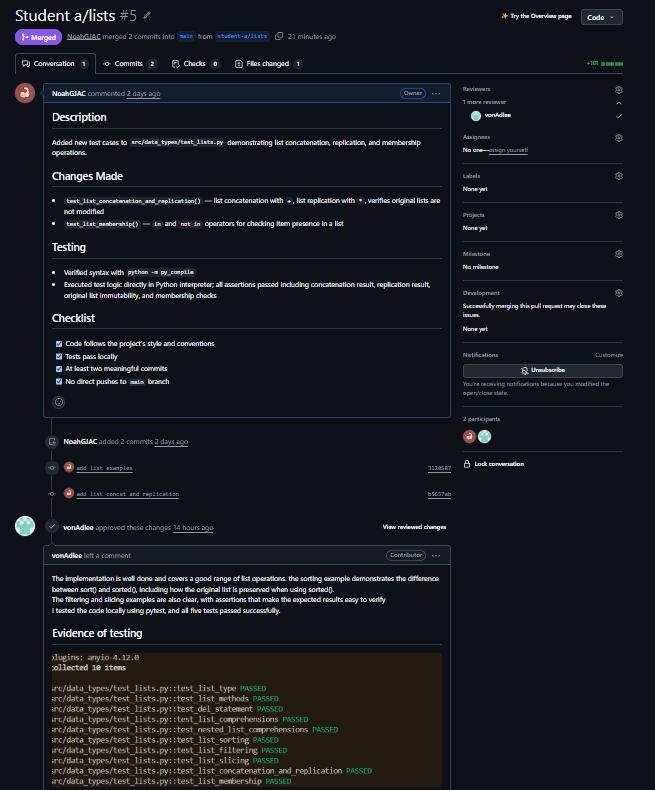 Student a/lists #5
Try the Overview page
Code
Merged
NoahGJAC merged 2 commits into main from student-a/lists 21 minutes ago
Conversation 1
Commits 2
Checks 0
Files changed 1
+101
NoahGJAC commented 2 days ago
Owner
Description
Added new test cases to src/data_types/test_lists.py demonstrating list concatenation, replication, and membership
operations.
Changes Made
test_list_concatenation_and_replication() — list concatenation with +, list replication with *, verifies original lists are
not modified
test_list_membership() — in and not in operators for checking item presence in a list
Testing
Verified syntax with python -m py_compile
Executed test logic directly in Python interpreter; all assertions passed including concatenation result, replication result,
original list immutability, and membership checks
Checklist
Code follows the project's style and conventions
Tests pass locally
At least two meaningful commits
No direct pushes to main branch
NoahGJAC added 2 commits 2 days ago
add list examples
3120587
add list concat and replication
b5657ab
vonAdlee approved these changes 14 hours ago
View reviewed changes
vonAdlee left a comment
Contributor
The implementation is well done and covers a good range of list operations. the sorting example demonstrates the difference
between sort() and sorted(), including how the original list is preserved when using sorted().
The filtering and slicing examples are also clear, with assertions that make the expected results easy to verify
I tested the code locally using pytest, and all five tests passed successfully.
Evidence of testing
plugins: anyio-4.12.0
collected 10 items
src/data_types/test_lists.py::test_list_type PASSED
src/data_types/test_lists.py::test_list_methods PASSED
src/data_types/test_lists.py::test_del_statement PASSED
src/data_types/test_lists.py::test_list_comprehensions PASSED
src/data_types/test_lists.py::test_nested_list_comprehensions PASSED
src/data_types/test_lists.py::test_list_sorting PASSED
src/data_types/test_lists.py::test_list_filtering PASSED
src/data_types/test_lists.py::test_list_slicing PASSED
src/data_types/test_lists.py::test_list_concatenation_and_replication PASSED
src/data_types/test_lists.py::test_list_membership PASSED
Reviewers
1 more reviewer
vonAdlee
Assignees
No one—assign yourself
Labels
None yet
Projects
None yet
Milestone
No milestone
Development
Successfully merging this pull request may close these
issues.
None yet
Notifications
Customize
Unsubscribe
You're receiving notifications because you modified the
open/close state.
2 participants
Lock conversation